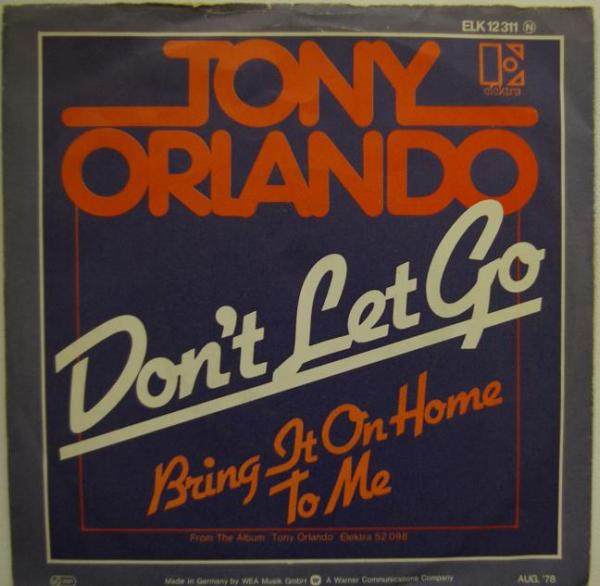 ELK 12 311 N
TONY
elektra
ORLANDO
Don't Let Go
Bring It On Home
To Me
From The Album "Tony Orlando" Elektra 52 098
Made in Germany by WEA Musik GmbH W A Warner Communications Company
AUG. '78